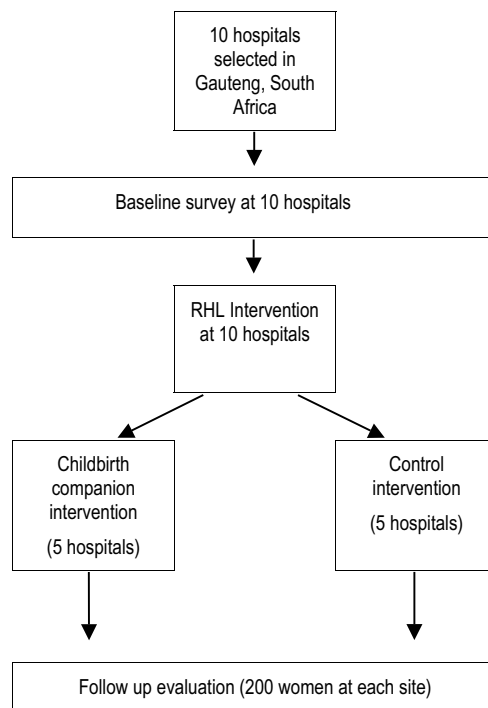 10 hospitals
selected in
Gauteng, South
Africa
Baseline survey at 10 hospitals
RHL Intervention
at 10 hospitals
Childbirth
companion
intervention
(5 hospitals)
Control
intervention
(5 hospitals)
Follow up evaluation (200 women at each site)